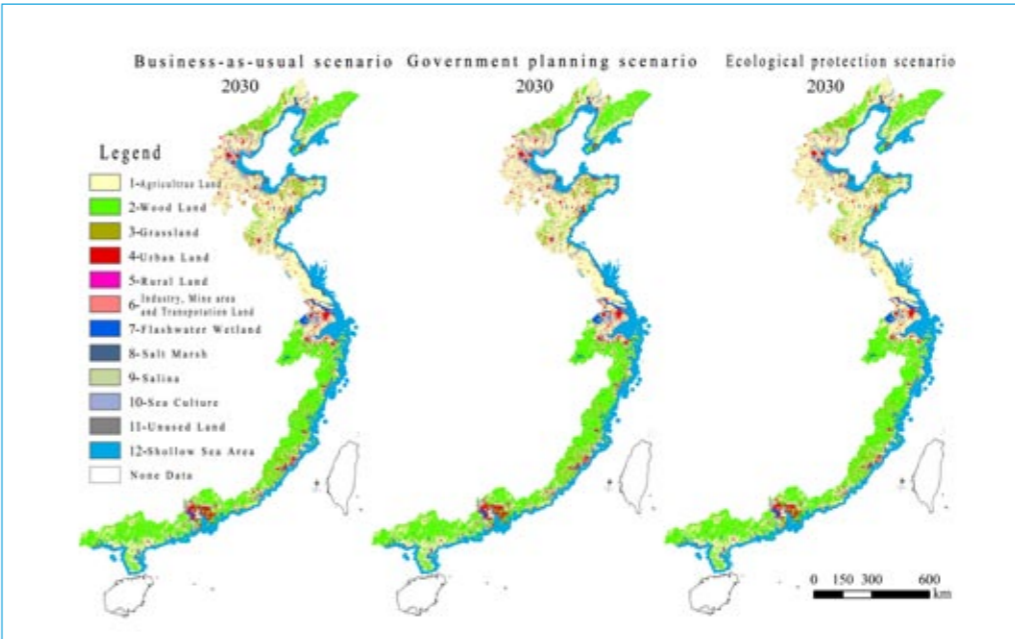 Business-as-usual scenario
2030
Government planning scenario
2030
Ecological protection scenario
2030
Legend
1-Agricultrue Land
2-Wood Land
3-Grassland
4-Urban Land
5-Rural Land
6-Industry, Mine area
and Transpotation Land
7-Flashwater Wetland
8-Salt Marsh
9-Salina
10-Sea Culture
11-Unused Land
12-Shollow Sea Area
None Data
0 150 300 600
km